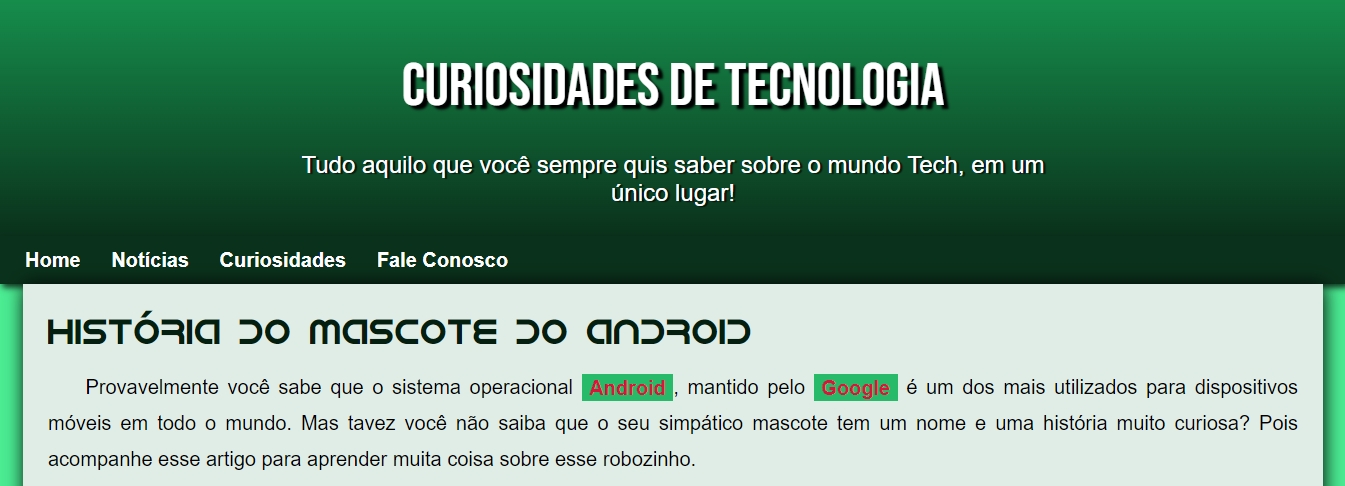 CURIOSIDADES DE TECNOLOGIA
Tudo aquilo que você sempre quis saber sobre o mundo Tech, em um
único lugar!
Home Notícias Curiosidades Fale Conosco
HISTÓRIA DO MASCOTE DO ANDROID
Provavelmente você sabe que o sistema operacional Android, mantido pelo Google é um dos mais utilizados para dispositivos
móveis em todo o mundo. Mas tavez você não saiba que o seu simpático mascote tem um nome e uma história muito curiosa? Pois
acompanhe esse artigo para aprender muita coisa sobre esse robozinho.